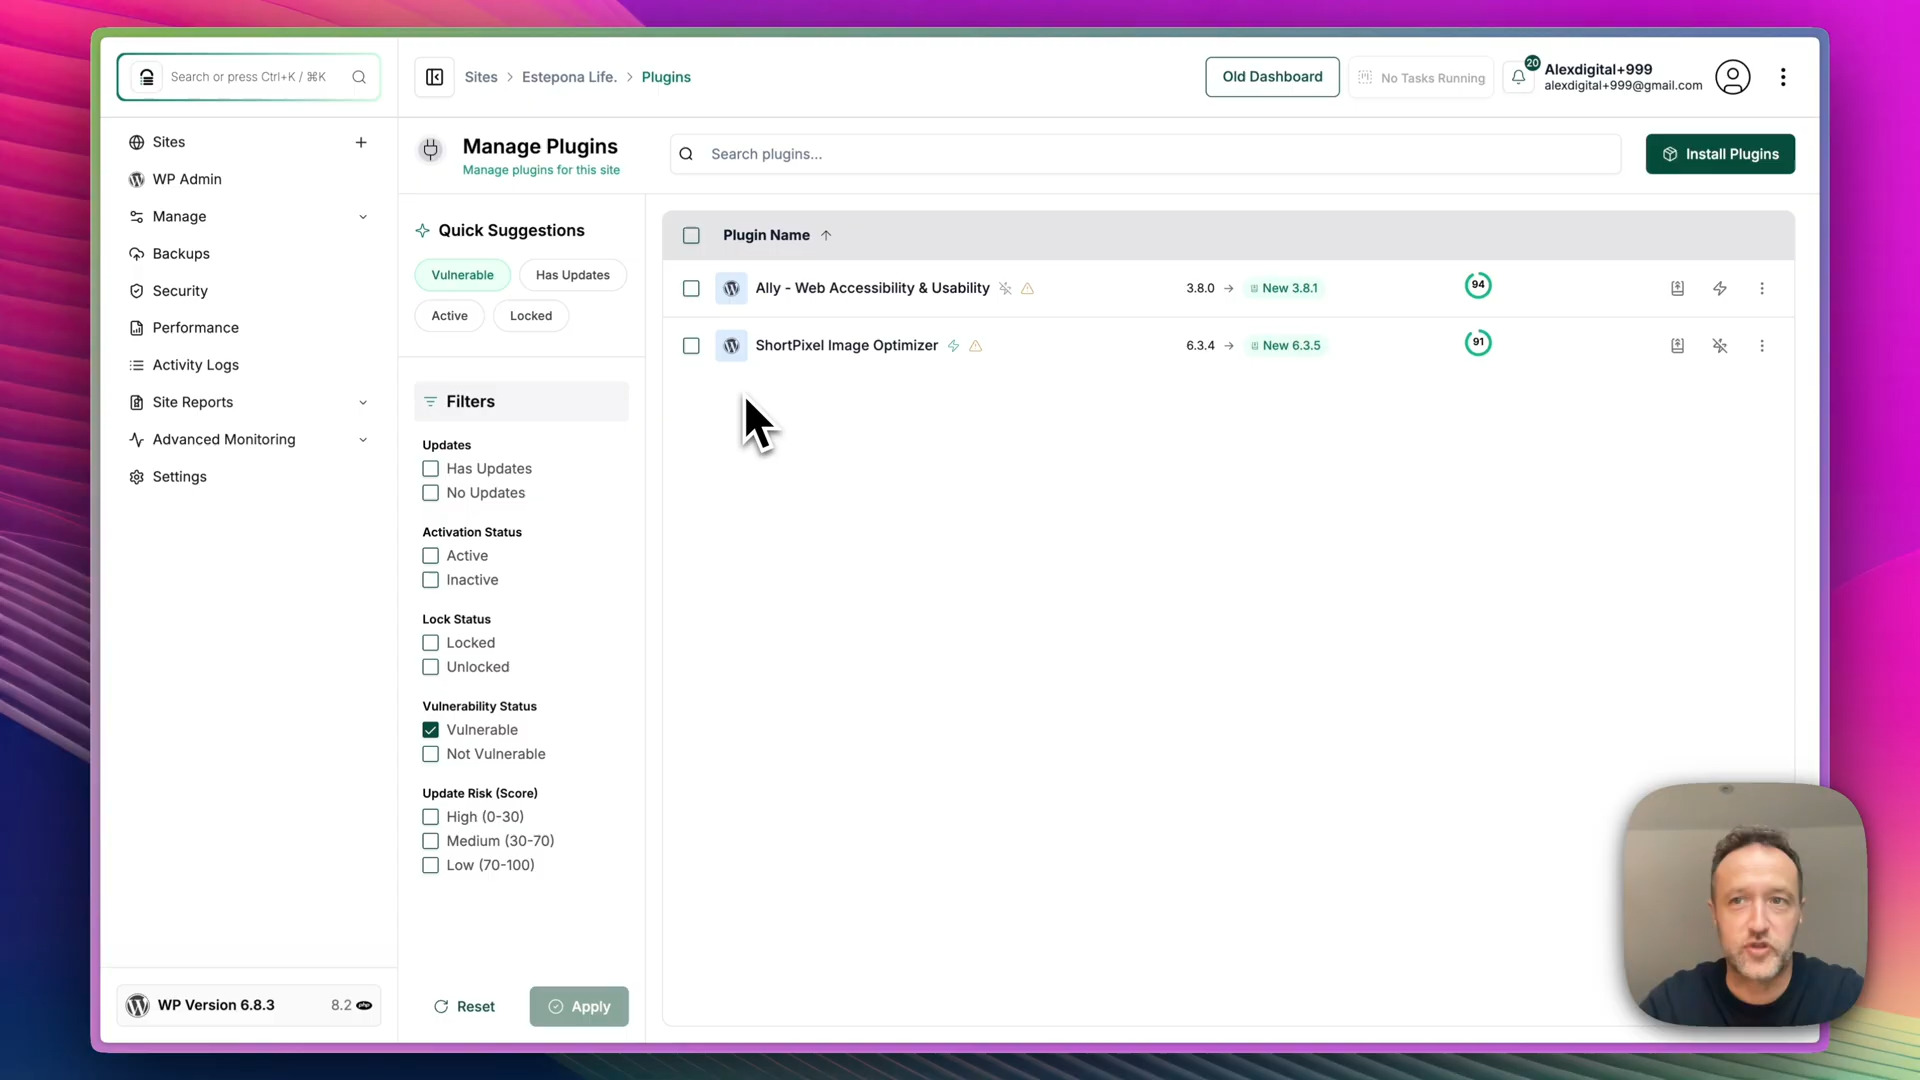 Search or press Ctrl+K / ⌘K
Sites > Estepona Life. > Plugins
Old Dashboard
No Tasks Running
20
Alexdigital+999
alexdigital+999@gmail.com
Sites
WP Admin
Manage
Backups
Security
Performance
Activity Logs
Site Reports
Advanced Monitoring
Settings
WP Version 6.8.3
8.2 php
Manage Plugins
Manage plugins for this site
Search plugins...
Install Plugins
Quick Suggestions
Vulnerable
Has Updates
Active
Locked
Filters
Updates
Has Updates
No Updates
Activation Status
Active
Inactive
Lock Status
Locked
Unlocked
Vulnerability Status
Vulnerable
Not Vulnerable
Update Risk (Score)
High (0-30)
Medium (30-70)
Low (70-100)
Reset
Apply
Plugin Name ↑
Ally - Web Accessibility & Usability
3.8.0 → New 3.8.1
94
ShortPixel Image Optimizer
6.3.4 → New 6.3.5
91